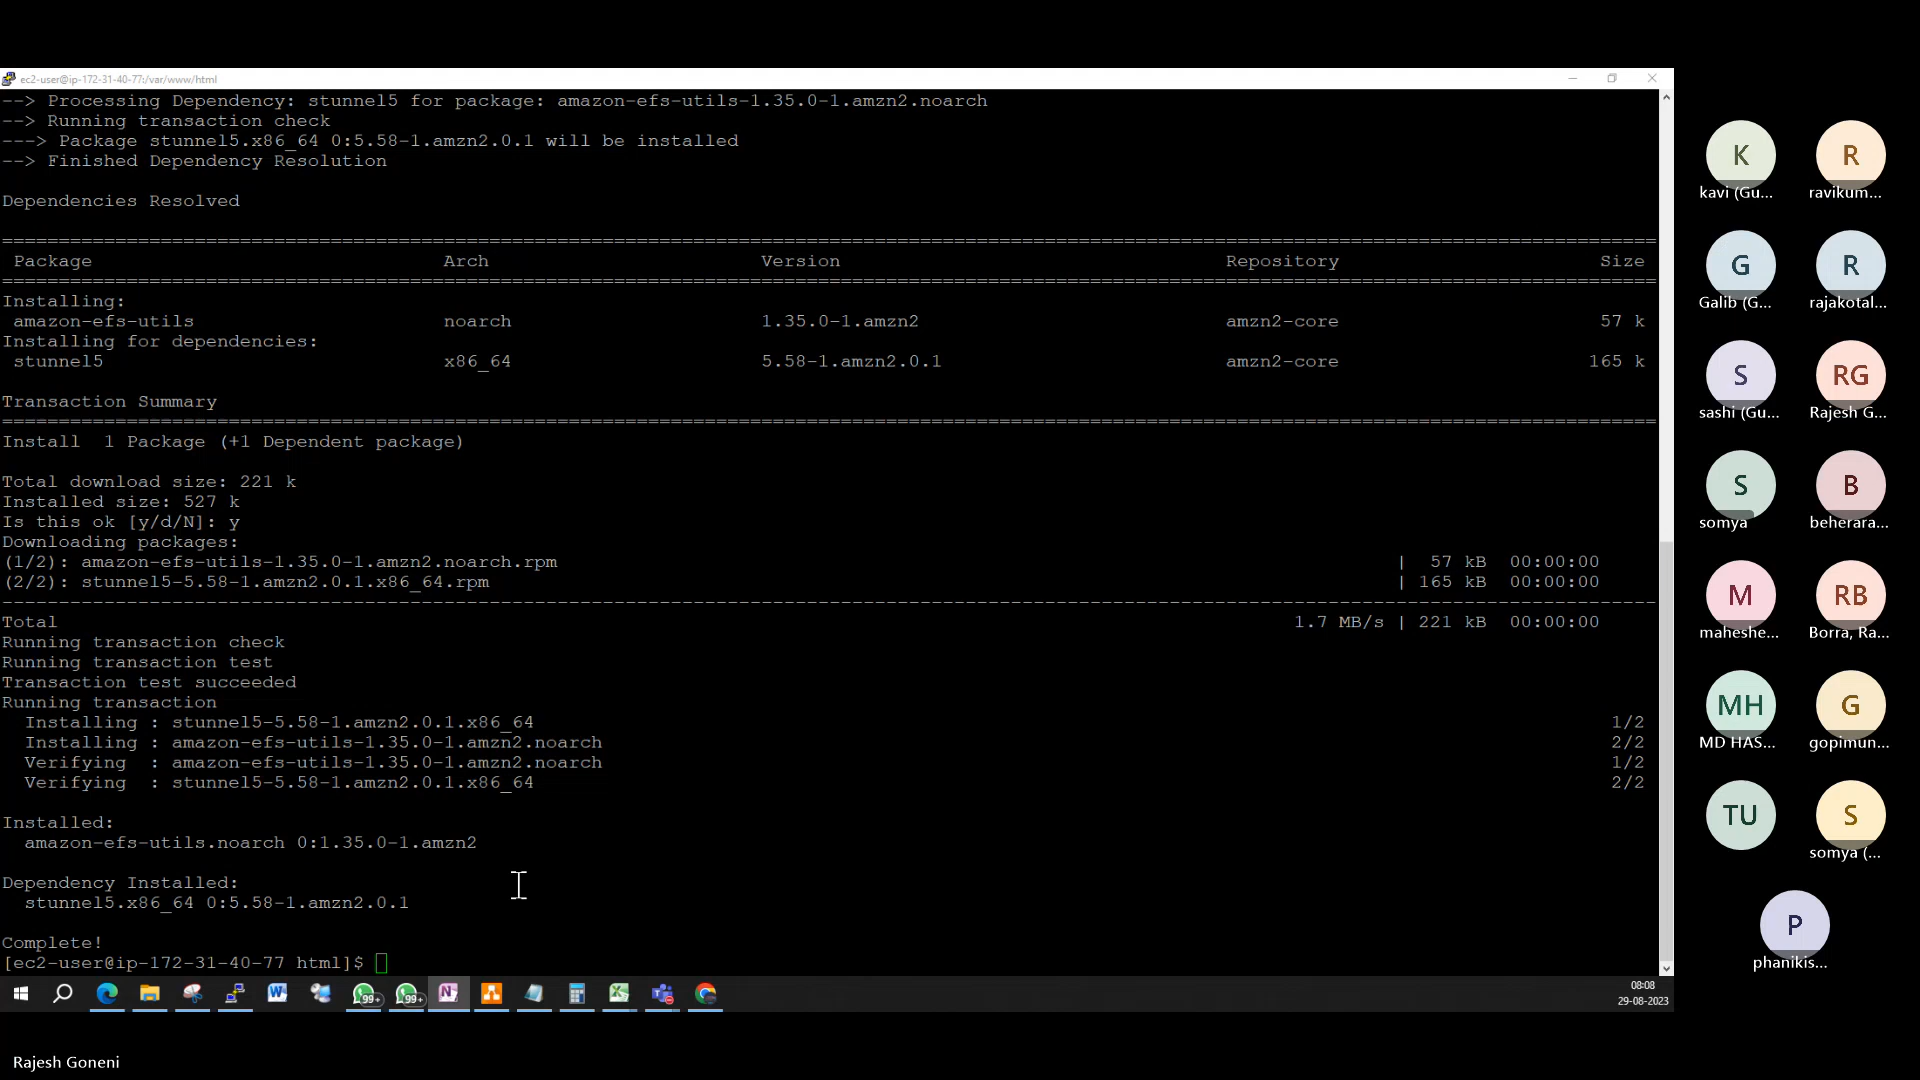 ec2-user@ip-172-31-40-77:/var/www/html
--> Processing Dependency: stunnel5 for package: amazon-efs-utils-1.35.0-1.amzn2.noarch
--> Running transaction check
---> Package stunnel5.x86_64 0:5.58-1.amzn2.0.1 will be installed
--> Finished Dependency Resolution
Dependencies Resolved
Package Arch Version Repository Size
Installing:
amazon-efs-utils noarch 1.35.0-1.amzn2 amzn2-core 57 k
Installing for dependencies:
stunnel5 x86_64 5.58-1.amzn2.0.1 amzn2-core 165 k
Transaction Summary
Install 1 Package (+1 Dependent package)
Total download size: 221 k
Installed size: 527 k
Is this ok [y/d/N]: y
Downloading packages:
(1/2): amazon-efs-utils-1.35.0-1.amzn2.noarch.rpm | 57 kB 00:00:00
(2/2): stunnel5-5.58-1.amzn2.0.1.x86_64.rpm | 165 kB 00:00:00
Total 1.7 MB/s | 221 kB 00:00:00
Running transaction check
Running transaction test
Transaction test succeeded
Running transaction
Installing : stunnel5-5.58-1.amzn2.0.1.x86_64 1/2
Installing : amazon-efs-utils-1.35.0-1.amzn2.noarch 2/2
Verifying : amazon-efs-utils-1.35.0-1.amzn2.noarch 1/2
Verifying : stunnel5-5.58-1.amzn2.0.1.x86_64 2/2
Installed:
amazon-efs-utils.noarch 0:1.35.0-1.amzn2
Dependency Installed:
stunnel5.x86_64 0:5.58-1.amzn2.0.1
Complete!
[ec2-user@ip-172-31-40-77 html]$
99+ 99+
08:08
29-08-2023
K R
kavi (Gu... ravikum...
G R
Galib (G... rajakotal...
S RG
sashi (Gu... Rajesh G...
S B
somya beherara...
M RB
maheshe... Borra, Ra...
MH G
MD HAS... gopimun...
TU S
somya (...
P
phanikis...
Rajesh Goneni